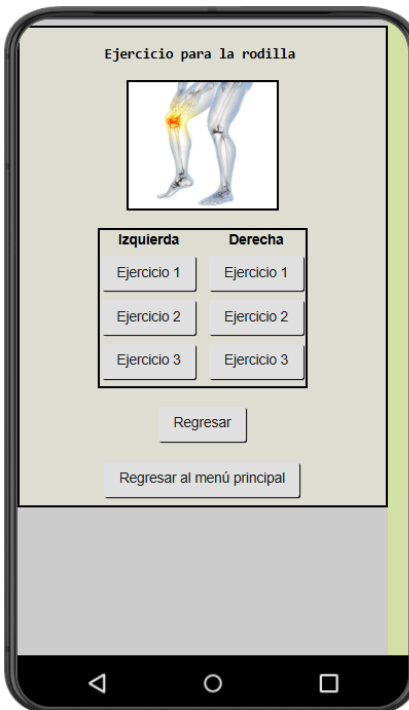 Ejercicio para la rodilla
Izquierda Derecha
Ejercicio 1 Ejercicio 1
Ejercicio 2 Ejercicio 2
Ejercicio 3 Ejercicio 3
Regresar
Regresar al menú principal